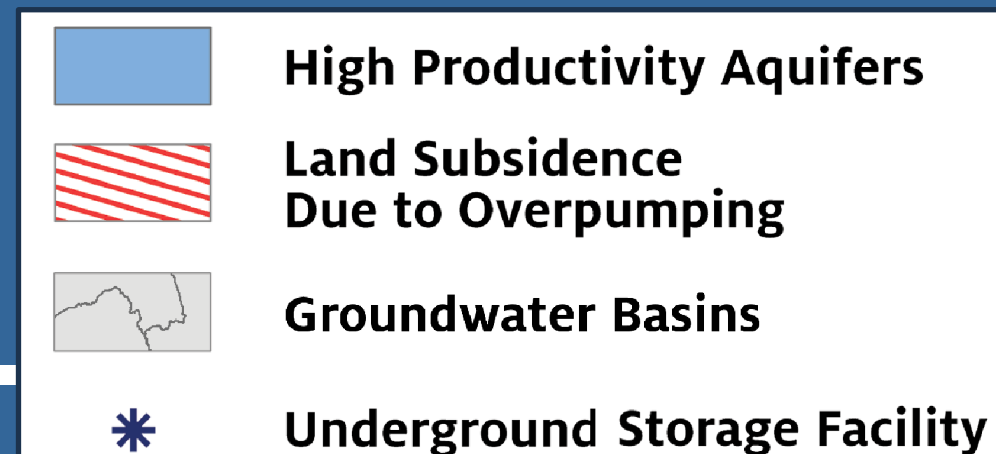 High Productivity Aquifers
Land Subsidence
Due to Overpumping
Groundwater Basins
Underground Storage Facility